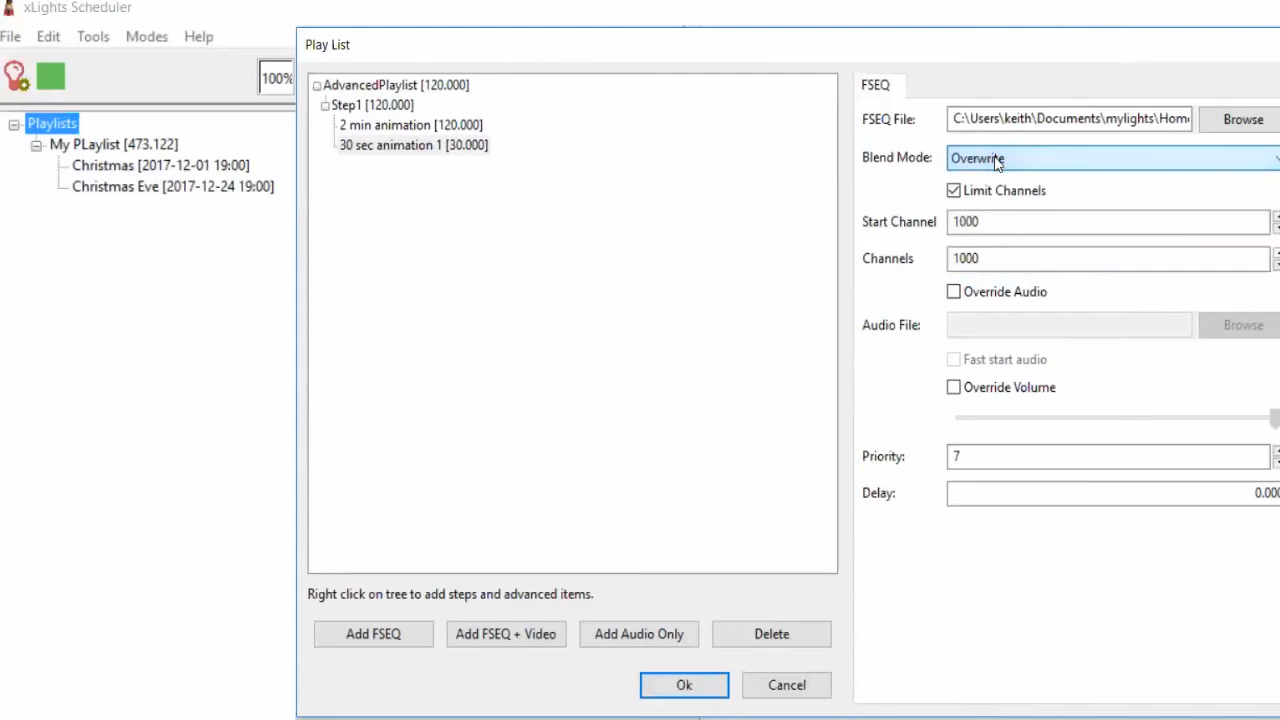 xLights Scheduler
File Edit Tools Modes Help
100%
Playlists
My PLaylist [473.122]
Christmas [2017-12-01 19:00]
Christmas Eve [2017-12-24 19:00]
Play List
AdvancedPlaylist [120.000]
Step1 [120.000]
2 min animation [120.000]
30 sec animation 1 [30.000]
Right click on tree to add steps and advanced items.
Add FSEQ Add FSEQ + Video Add Audio Only Delete
Ok Cancel
FSEQ
FSEQ File: C:\Users\keith\Documents\mylights\Home Browse
Blend Mode: Overwrite
Limit Channels
Start Channel 1000
Channels 1000
Override Audio
Audio File: Browse
Fast start audio
Override Volume
Priority: 7
Delay: 0.000